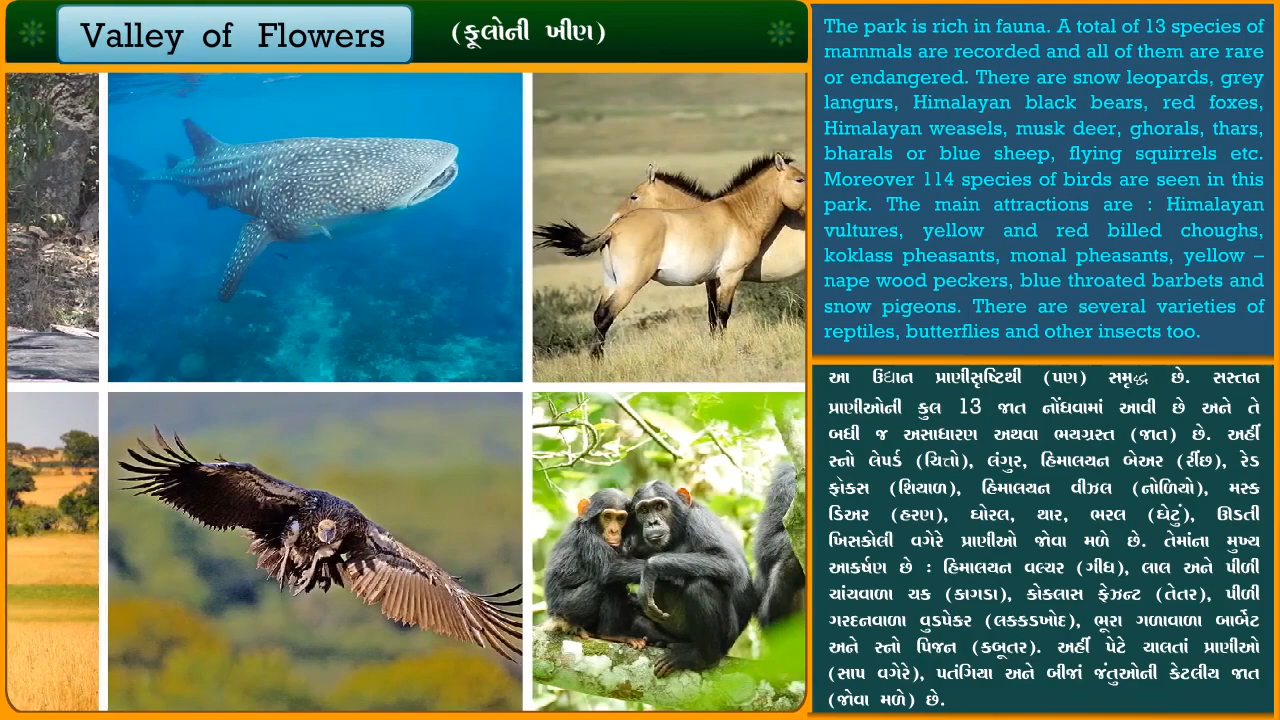 Valley of Flowers
(ફૂલોની ખીણ)
The park is rich in fauna. A total of 13 species of
mammals are recorded and all of them are rare
or endangered. There are snow leopards, grey
langurs, Himalayan black bears, red foxes,
Himalayan weasels, musk deer, ghorals, thars,
bharals or blue sheep, flying squirrels etc.
Moreover 114 species of birds are seen in this
park. The main attractions are : Himalayan
vultures, yellow and red billed choughs,
koklass pheasants, monal pheasants, yellow –
nape wood peckers, blue throated barbets and
snow pigeons. There are several varieties of
reptiles, butterflies and other insects too.
આ ઉદ્યાન પ્રાણીસૃષ્ટિથી (પણ) સમૃદ્ધ છે. સસ્તન
પ્રાણીઓની કુલ 13 જાત નોંધવામાં આવી છે અને તે
બધી જ અસાધારણ અથવા ભયગ્રસ્ત (જાત) છે. અહીં
સ્નો લેપર્ડ (ચિત્તો), લંગુર, હિમાલયન બેઅર (રીંછ), રેડ
ફોકસ (શિયાળ), હિમાલયન વીઝલ (નોળિયો), મસ્ક
ડિઅર (હરણ), ઘોરલ, થાર, ભરલ (ઘેટું), ઊડતી
ખિસકોલી વગેરે પ્રાણીઓ જોવા મળે છે. તેમાંના મુખ્ય
આકર્ષણ છે : હિમાલયન વલ્ચર (ગીધ), લાલ અને પીળી
ચાંચવાળા ચક (કાગડા), કોકલાસ ફેઝન્ટ (તેતર), પીળી
ગરદનવાળા વુડપેકર (લક્કડખોદ), ભૂરા ગળાવાળા બાર્બેટ
અને સ્નો પિજન (કબૂતર). અહીં પેટે ચાલતાં પ્રાણીઓ
(સાપ વગેરે), પતંગિયા અને બીજાં જંતુઓની કેટલીય જાત
(જોવા મળે) છે.